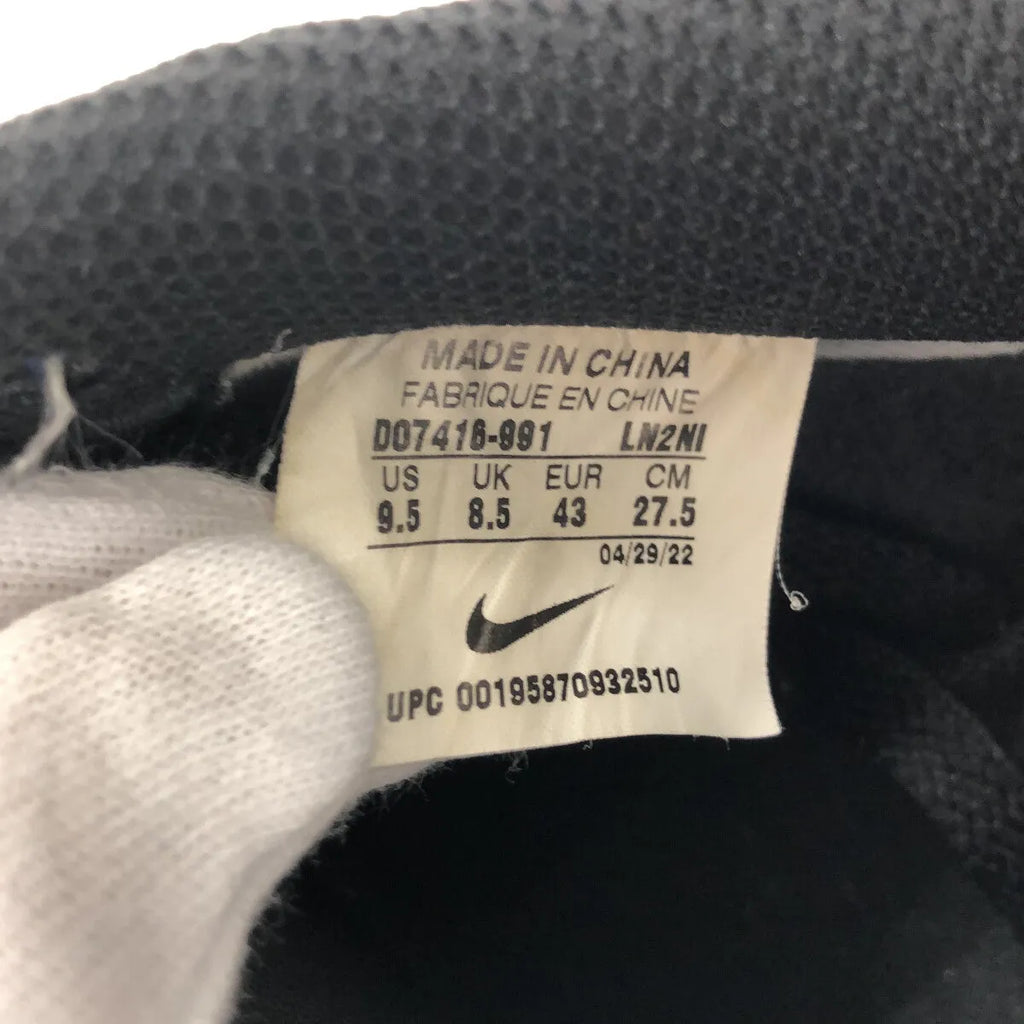 MADE IN CHINA
FABRIQUE EN CHINE
DO7416-991 LN2NI
US UK EUR CM
9.5 8.5 43 27.5
04/29/22
UPC 00195870932510